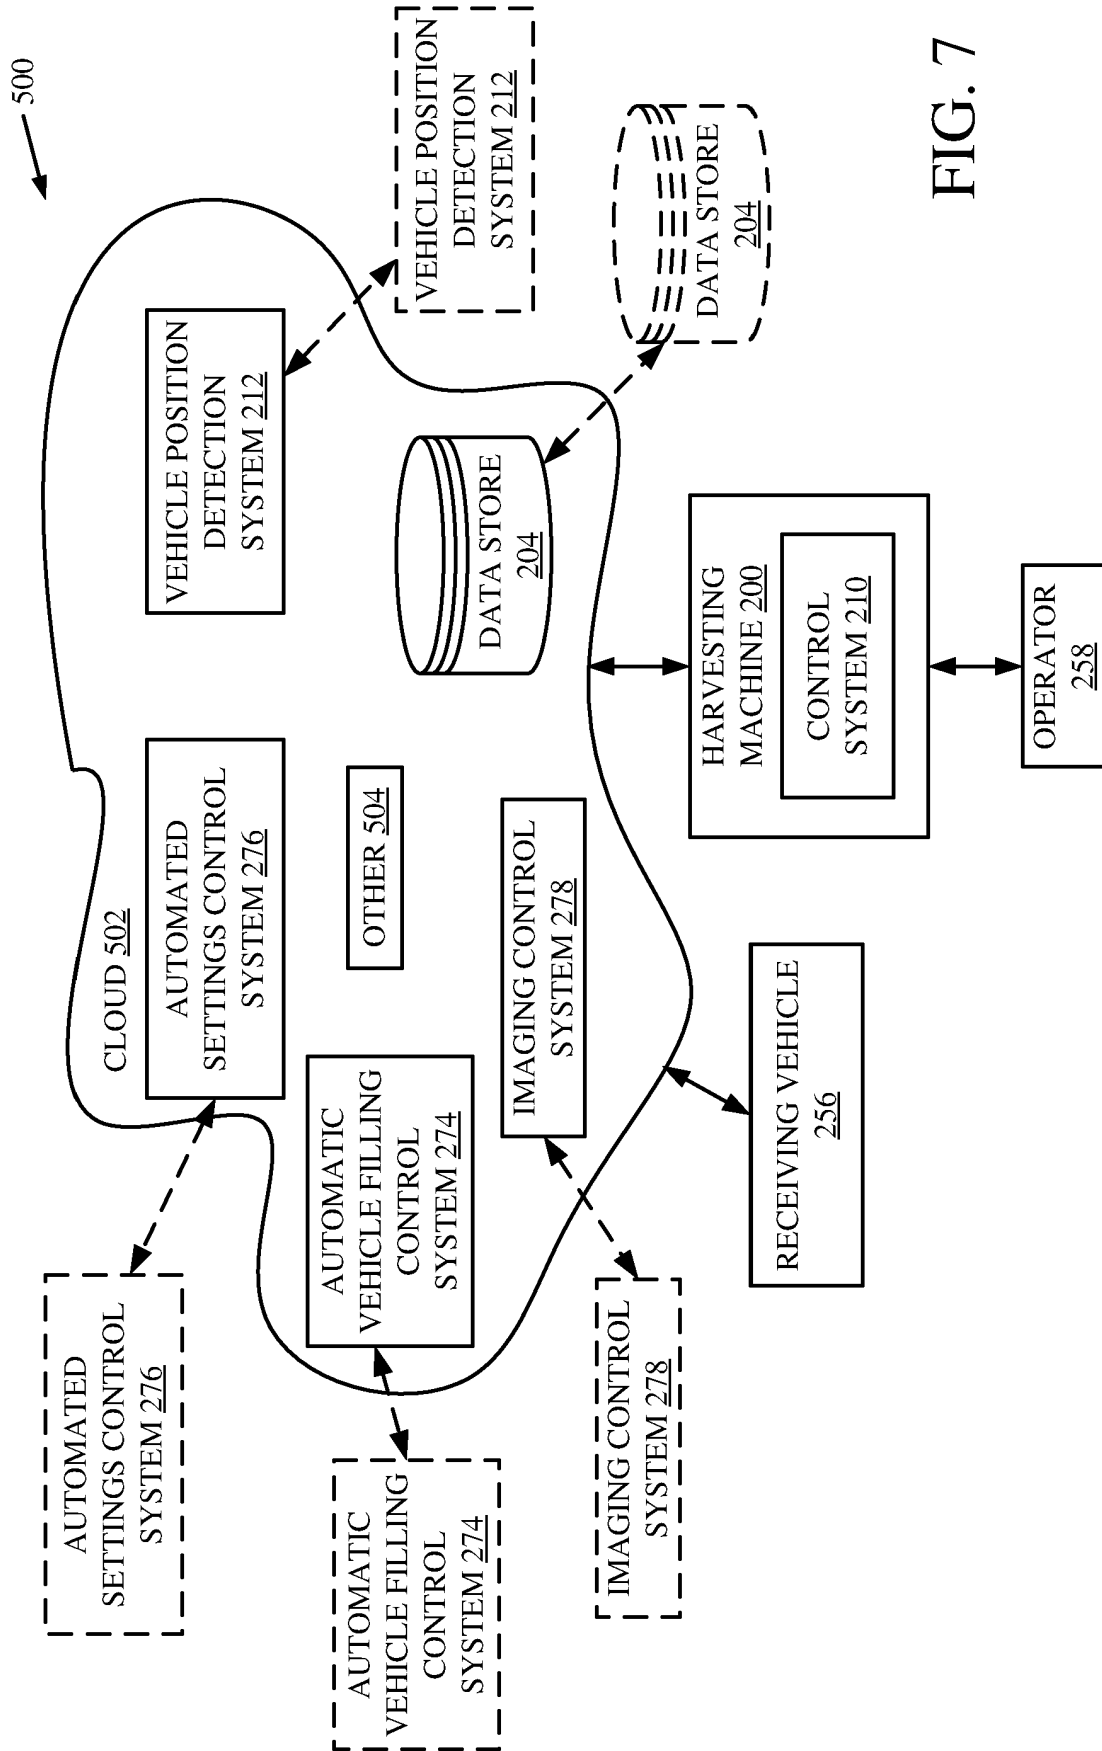 500
CLOUD 502
AUTOMATED
SETTINGS CONTROL
SYSTEM 276
AUTOMATED
SETTINGS CONTROL
SYSTEM 276
VEHICLE POSITION
DETECTION
SYSTEM 212
AUTOMATIC
VEHICLE FILLING
CONTROL
SYSTEM 274
AUTOMATIC
VEHICLE FILLING
CONTROL
SYSTEM 274
OTHER 504
DATA STORE
204
VEHICLE POSITION
DETECTION
SYSTEM 212
IMAGING CONTROL
SYSTEM 278
IMAGING CONTROL
SYSTEM 278
DATA STORE
204
RECEIVING VEHICLE
256
HARVESTING
MACHINE 200
CONTROL
SYSTEM 210
OPERATOR
258
FIG. 7